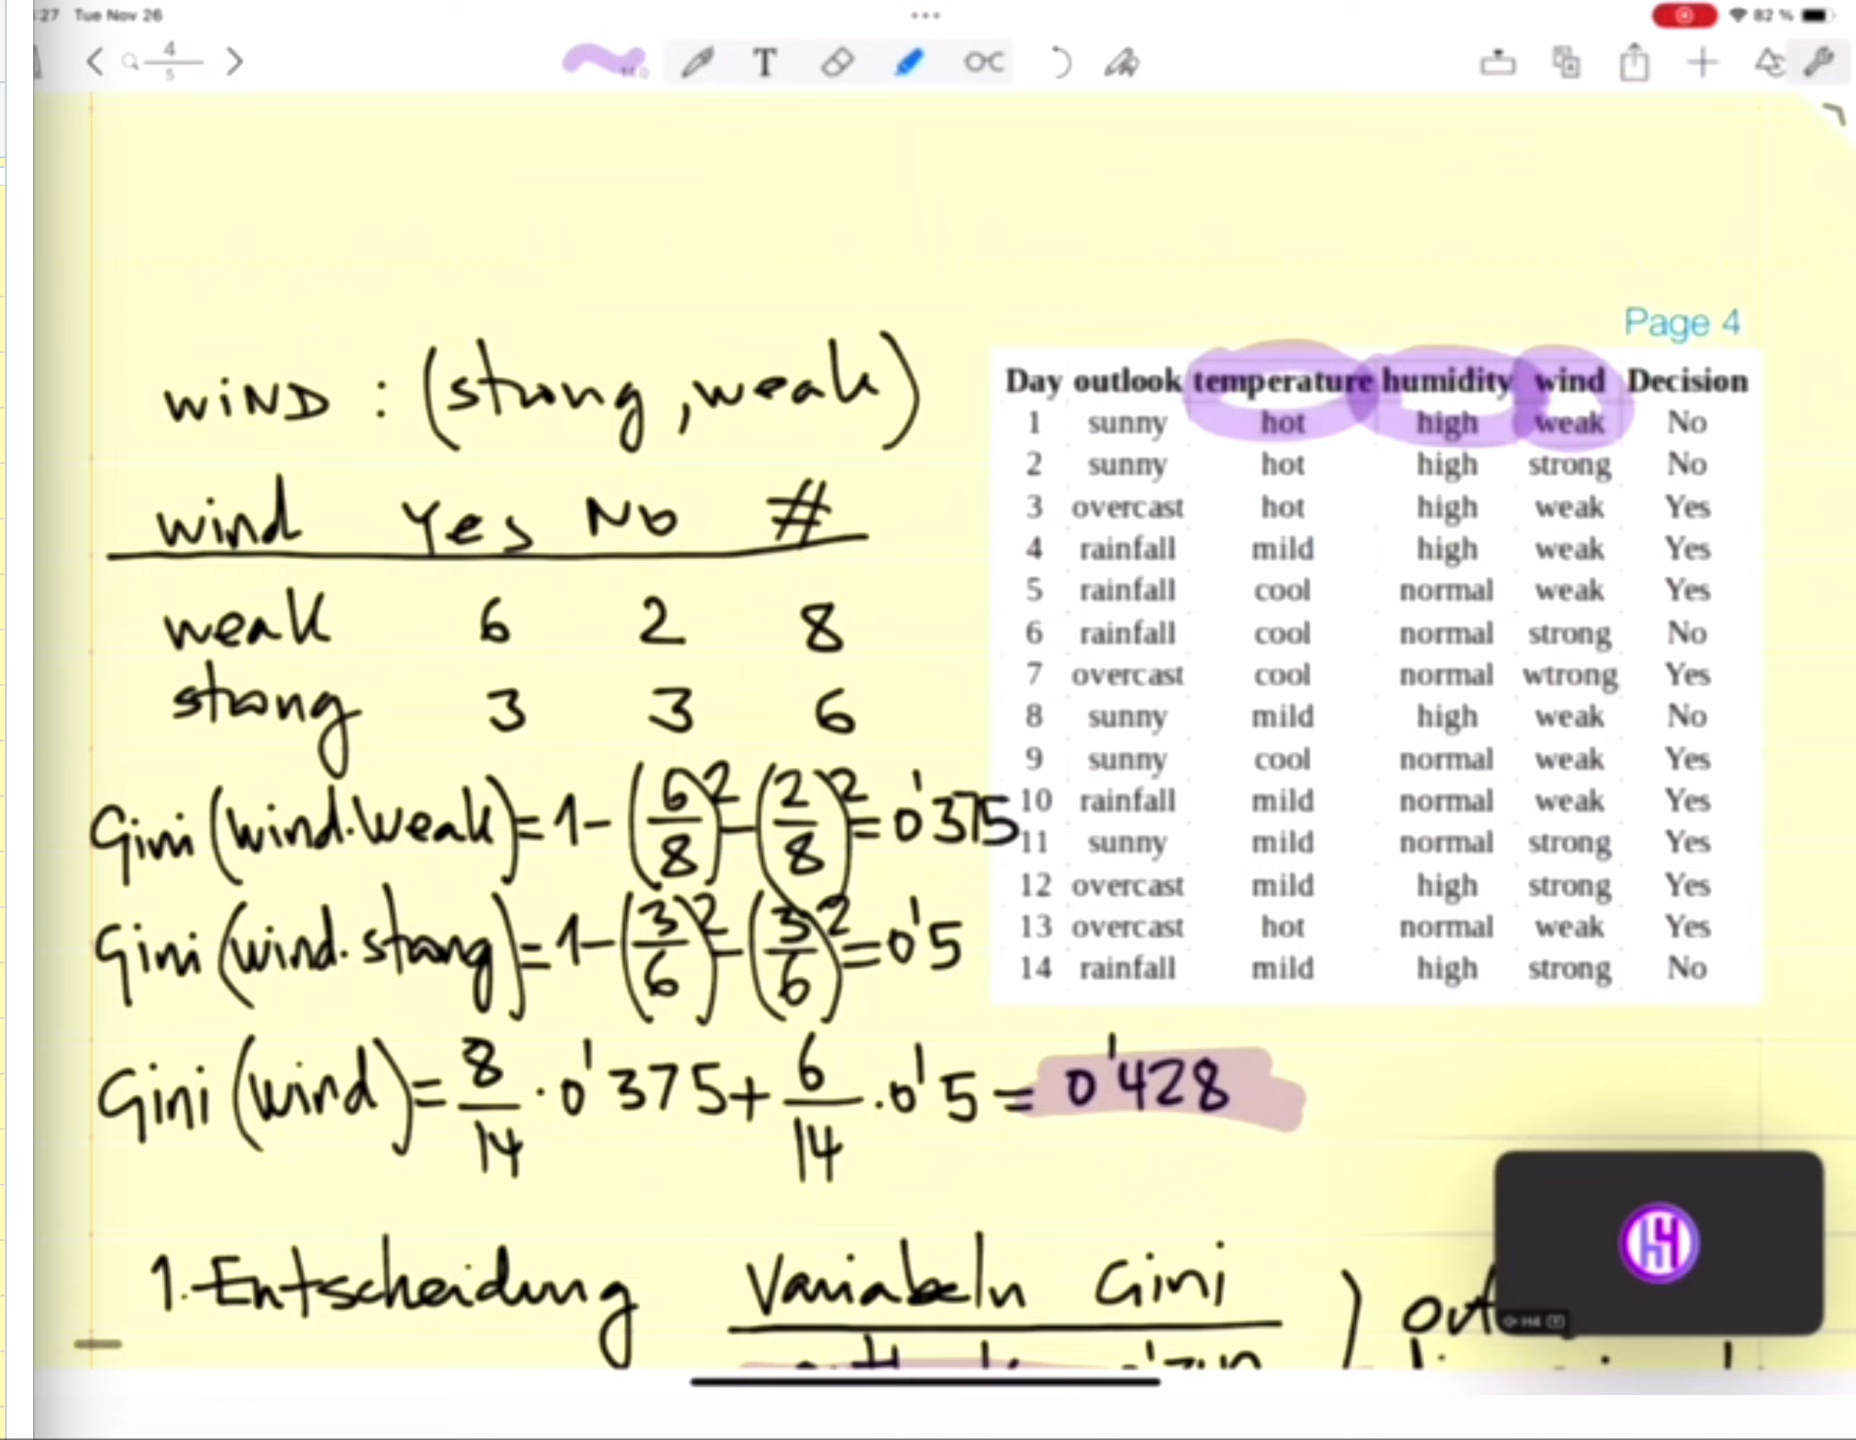 27 Tue Nov 26
82 %
4
5
T
Page 4
WIND : (strong, weak)
wind Yes No #
weak 6 2 8
strong 3 3 6
Gini (wind.weak) = 1 - (6/8)² - (2/8)² = 0'375
Gini (wind.strong) = 1 - (3/6)² - (3/6)² = 0'5
Gini (wind) = 8/14 · 0'375 + 6/14 · 0'5 = 0'428
1. Entscheidung Variabeln Gini ) out
Day outlook temperature humidity wind Decision
1 sunny hot high weak No
2 sunny hot high strong No
3 overcast hot high weak Yes
4 rainfall mild high weak Yes
5 rainfall cool normal weak Yes
6 rainfall cool normal strong No
7 overcast cool normal wtrong Yes
8 sunny mild high weak No
9 sunny cool normal weak Yes
10 rainfall mild normal weak Yes
11 sunny mild normal strong Yes
12 overcast mild high strong Yes
13 overcast hot normal weak Yes
14 rainfall mild high strong No
H4